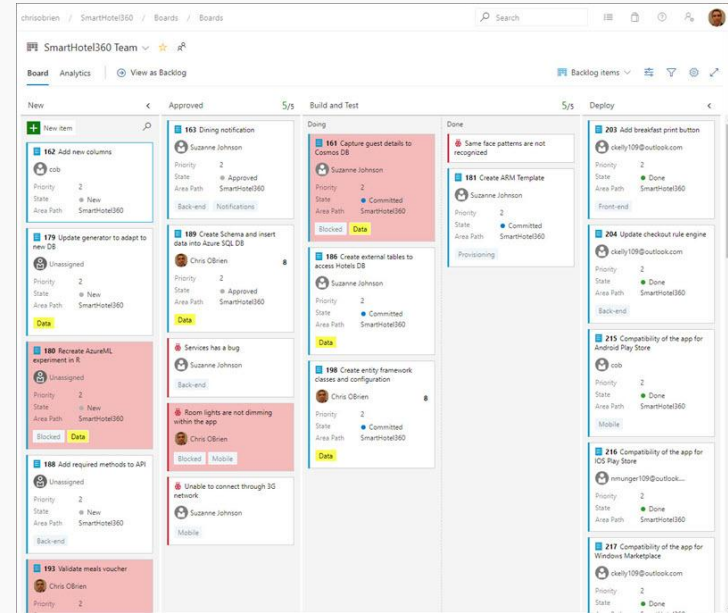 chrisobrien / SmartHotel360 / Boards / Boards
Search
SmartHotel360 Team
Board Analytics View as Backlog
Backlog items
New
New item
162 Add new columns
cob
Priority 2
State New
Area Path SmartHotel360
179 Update generator to adapt to
new DB
Unassigned
Priority 2
State New
Area Path SmartHotel360
Data
180 Recreate AzureML
experiment in R
Unassigned
Priority 2
State New
Area Path SmartHotel360
Blocked Data
188 Add required methods to API
Unassigned
Priority 2
State New
Area Path SmartHotel360
Back-end
193 Validate meals voucher
Chris OBrien
Priority 2
Approved 5/5
163 Dining notification
Suzanne Johnson
Priority 2
State Approved
Area Path SmartHotel360
Back-end Notifications
189 Create Schema and insert
data into Azure SQL DB
Chris OBrien 8
Priority 2
State Approved
Area Path SmartHotel360
Data
Services has a bug
Suzanne Johnson
Back-end
Room lights are not dimming
within the app
Chris OBrien
Blocked Mobile
Unable to connect through 3G
network
Suzanne Johnson
Mobile
Build and Test 5/5
Doing
161 Capture guest details to
Cosmos DB
Suzanne Johnson
Priority 2
State Committed
Area Path SmartHotel360
Blocked Data
186 Create external tables to
access Hotels DB
Suzanne Johnson
Priority 2
State Committed
Area Path SmartHotel360
Data
198 Create entity framework
classes and configuration
Chris OBrien 8
Priority 2
State Committed
Area Path SmartHotel360
Data
Done
Same face patterns are not
recognized
181 Create ARM Template
Suzanne Johnson
Priority 2
State Committed
Area Path SmartHotel360
Provisioning
Deploy
203 Add breakfast print button
ckelly109@outlook.com
Priority 2
State Done
Area Path SmartHotel360
Front-end
204 Update checkout rule engine
ckelly109@outlook.com
Priority 2
State Done
Area Path SmartHotel360
Back-end
215 Compatibility of the app for
Android Play Store
cob
Priority 2
State Done
Area Path SmartHotel360
Mobile
216 Compatibility of the app for
IOS Play Store
nmunger109@outlook....
Priority 2
State Done
Area Path SmartHotel360
217 Compatibility of the app for
Windows Marketplace
ckelly109@outlook.com
Priority 2
State Done